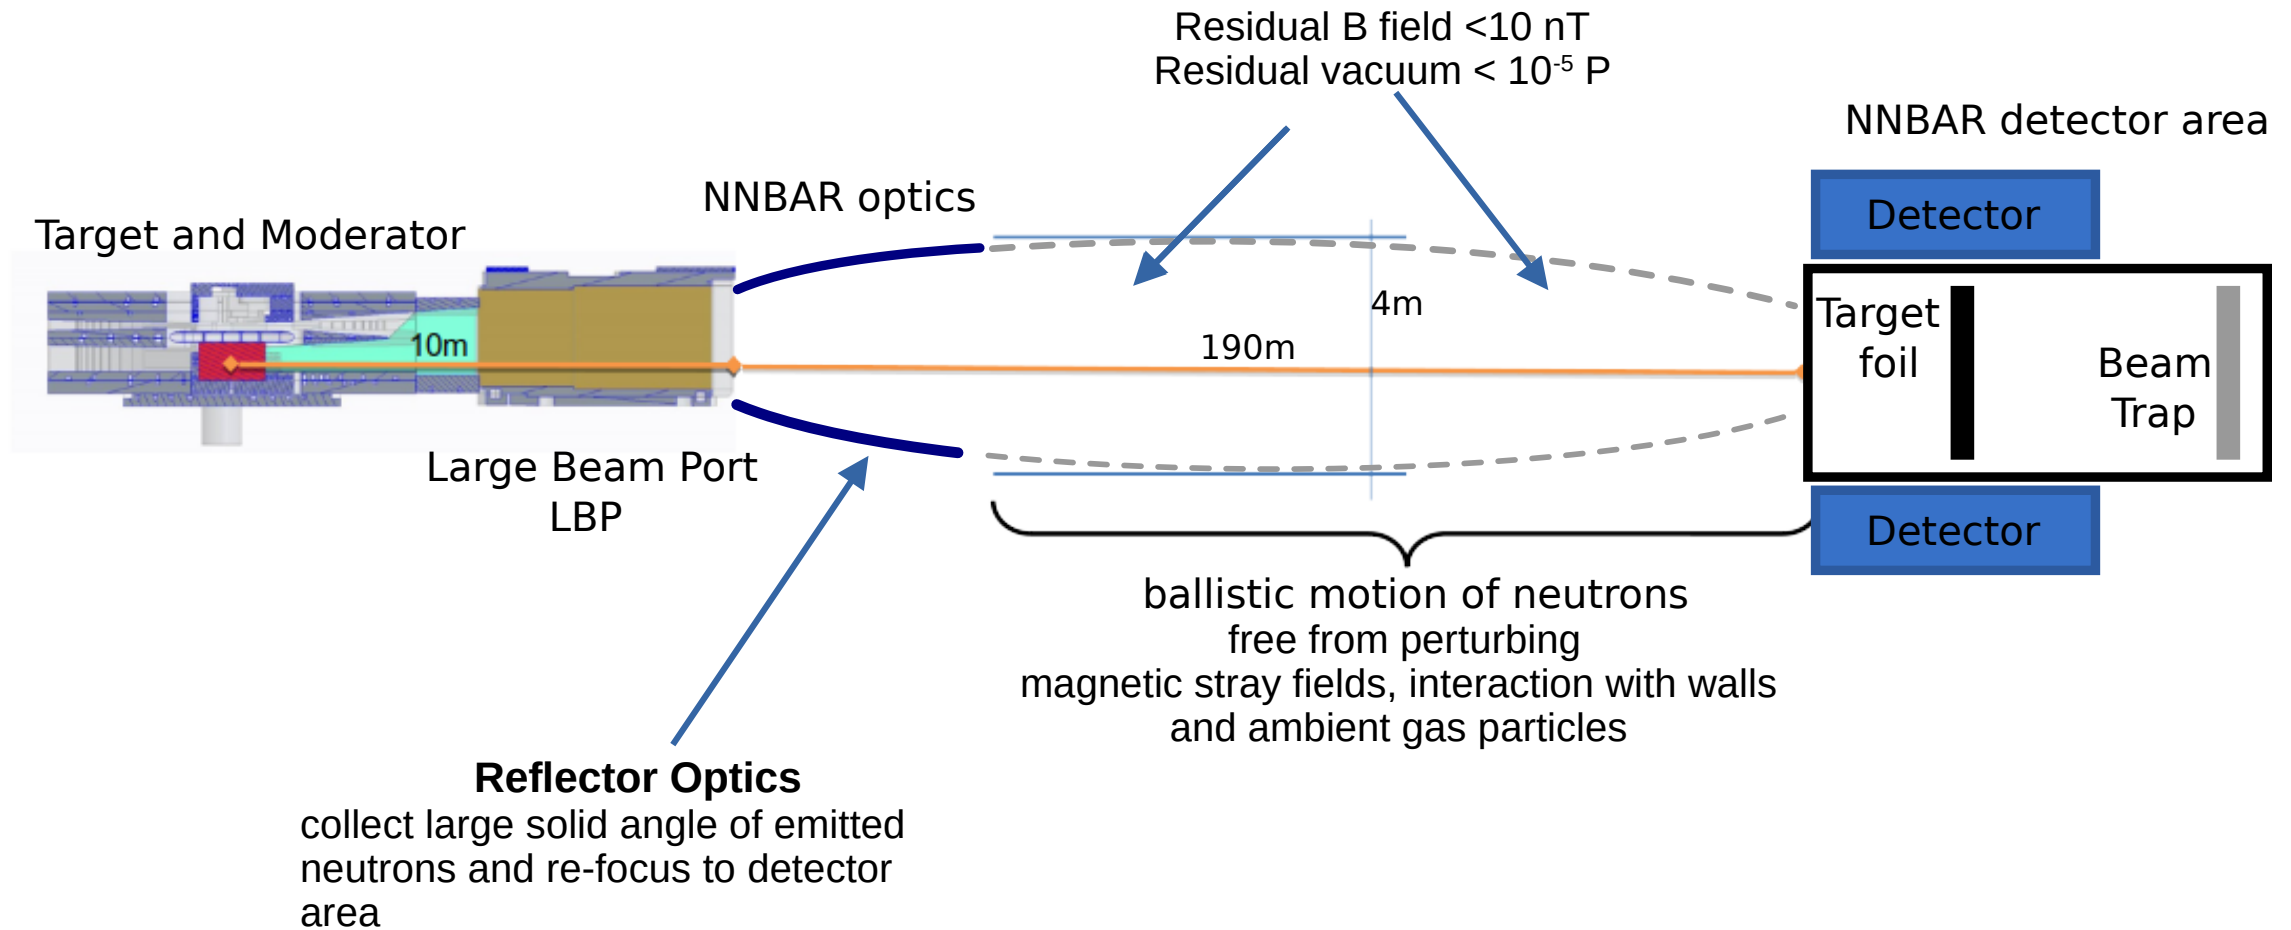 Residual B field <10 nT
Residual vacuum < 10⁻⁵ P
NNBAR detector area
NNBAR optics
Target and Moderator
Detector
4m
10m
190m
Target
foil
Beam
Trap
Large Beam Port
LBP
Detector
ballistic motion of neutrons
free from perturbing
magnetic stray fields, interaction with walls
and ambient gas particles
Reflector Optics
collect large solid angle of emitted
neutrons and re-focus to detector
area